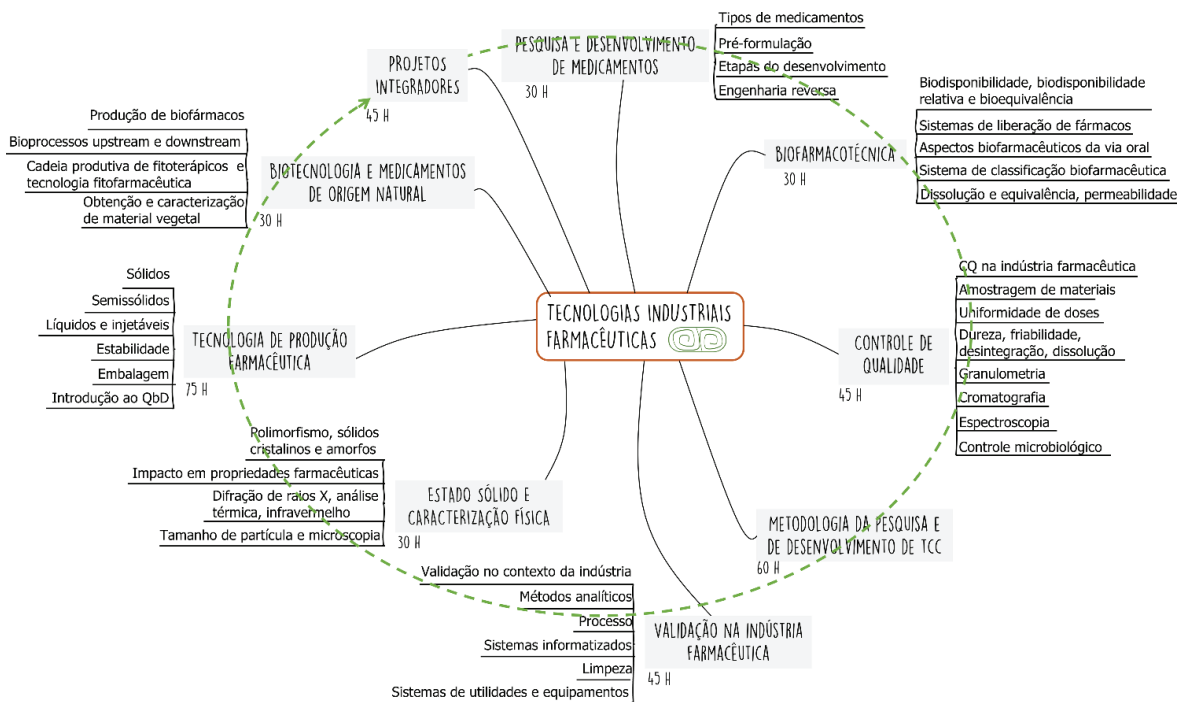 TECNOLOGIAS INDUSTRIAIS
FARMACÊUTICAS
PESQUISA E DESENVOLVIMENTO
DE MEDICAMENTOS
30 H
Tipos de medicamentos
Pré-formulação
Etapas do desenvolvimento
Engenharia reversa
BIOFARMACOTÉCNICA
30 H
Biodisponibilidade, biodisponibilidade
relativa e bioequivalência
Sistemas de liberação de fármacos
Aspectos biofarmacêuticos da via oral
Sistema de classificação biofarmacêutica
Dissolução e equivalência, permeabilidade
CONTROLE DE
QUALIDADE
45 H
CQ na indústria farmacêutica
Amostragem de materiais
Uniformidade de doses
Dureza, friabilidade,
desintegração, dissolução
Granulometria
Cromatografia
Espectroscopia
Controle microbiológico
METODOLOGIA DA PESQUISA E
DE DESENVOLVIMENTO DE TCC
60 H
VALIDAÇÃO NA INDÚSTRIA
FARMACÊUTICA
45 H
Validação no contexto da indústria
Métodos analíticos
Processo
Sistemas informatizados
Limpeza
Sistemas de utilidades e equipamentos
ESTADO SÓLIDO E
CARACTERIZAÇÃO FÍSICA
30 H
Polimorfismo, sólidos
cristalinos e amorfos
Impacto em propriedades farmacêuticas
Difração de raios X, análise
térmica, infravermelho
Tamanho de partícula e microscopia
TECNOLOGIA DE PRODUÇÃO
FARMACÊUTICA
75 H
Sólidos
Semissólidos
Líquidos e injetáveis
Estabilidade
Embalagem
Introdução ao QbD
BIOTECNOLOGIA E MEDICAMENTOS
DE ORIGEM NATURAL
30 H
Produção de biofármacos
Bioprocessos upstream e downstream
Cadeia produtiva de fitoterápicos e
tecnologia fitofarmacêutica
Obtenção e caracterização
de material vegetal
PROJETOS
INTEGRADORES
45 H